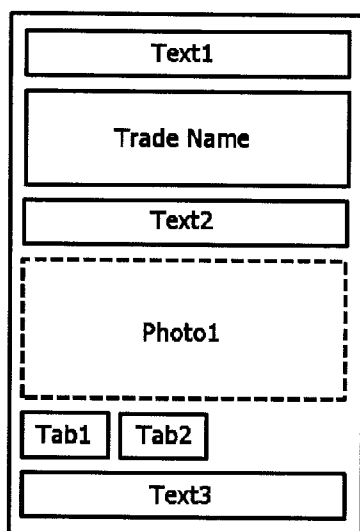 Text1
Trade Name
Text2
Photo1
Tab1 Tab2
Text3